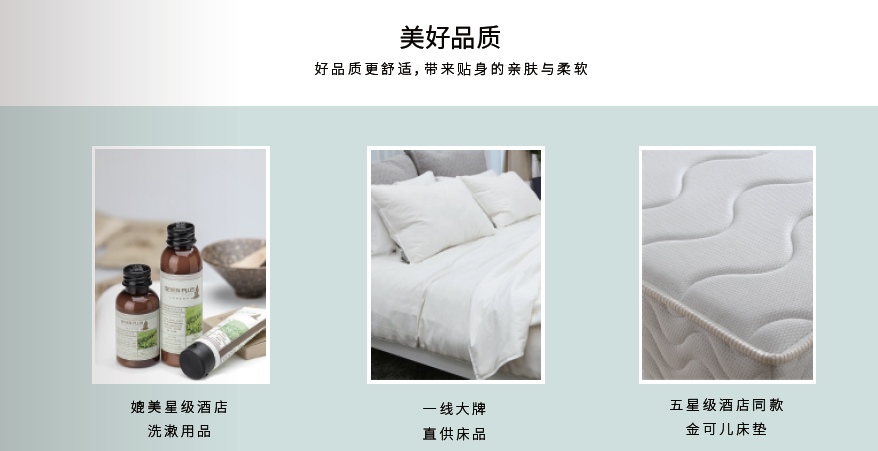 美好品质
好品质更舒适,带来贴身的亲肤与柔软
媲美星级酒店
洗漱用品
一线大牌
直供床品
五星级酒店同款
金可儿床垫